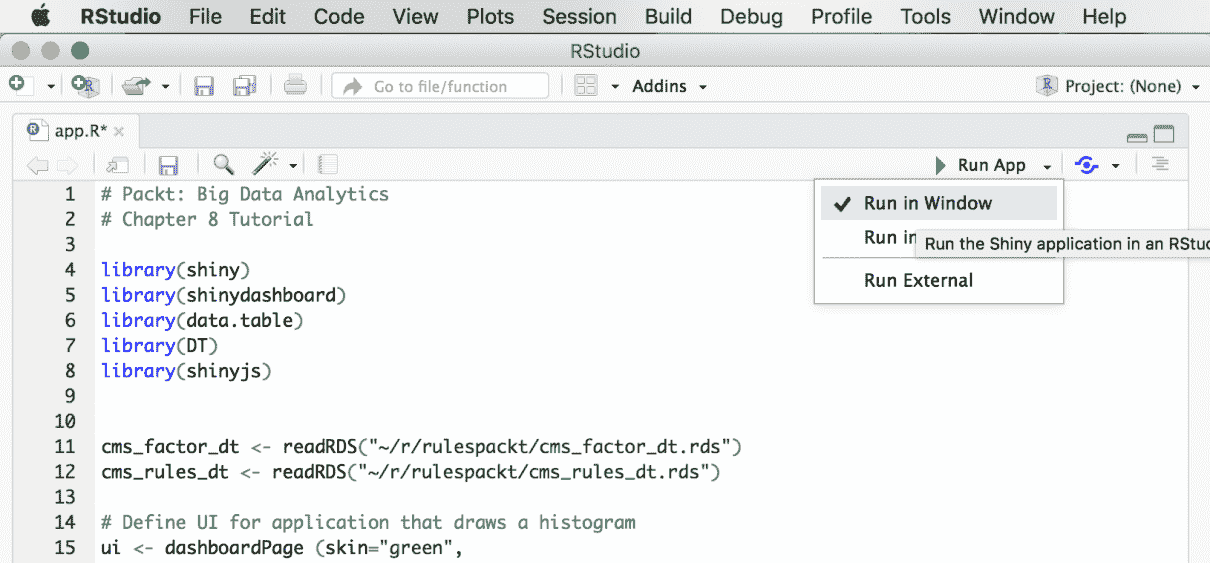 RStudio File Edit Code View Plots Session Build Debug Profile Tools Window Help
RStudio
Go to file/function Addins Project: (None)
app.R*
Run App
1 # Packt: Big Data Analytics
2 # Chapter 8 Tutorial
3
4 library(shiny)
5 library(shinydashboard)
6 library(data.table)
7 library(DT)
8 library(shinyjs)
9
10
11 cms_factor_dt <- readRDS("~/r/rulespackt/cms_factor_dt.rds")
12 cms_rules_dt <- readRDS("~/r/rulespackt/cms_rules_dt.rds")
13
14 # Define UI for application that draws a histogram
15 ui <- dashboardPage (skin="green",
Run in Window
Run in
Run the Shiny application in an RStud
Run External